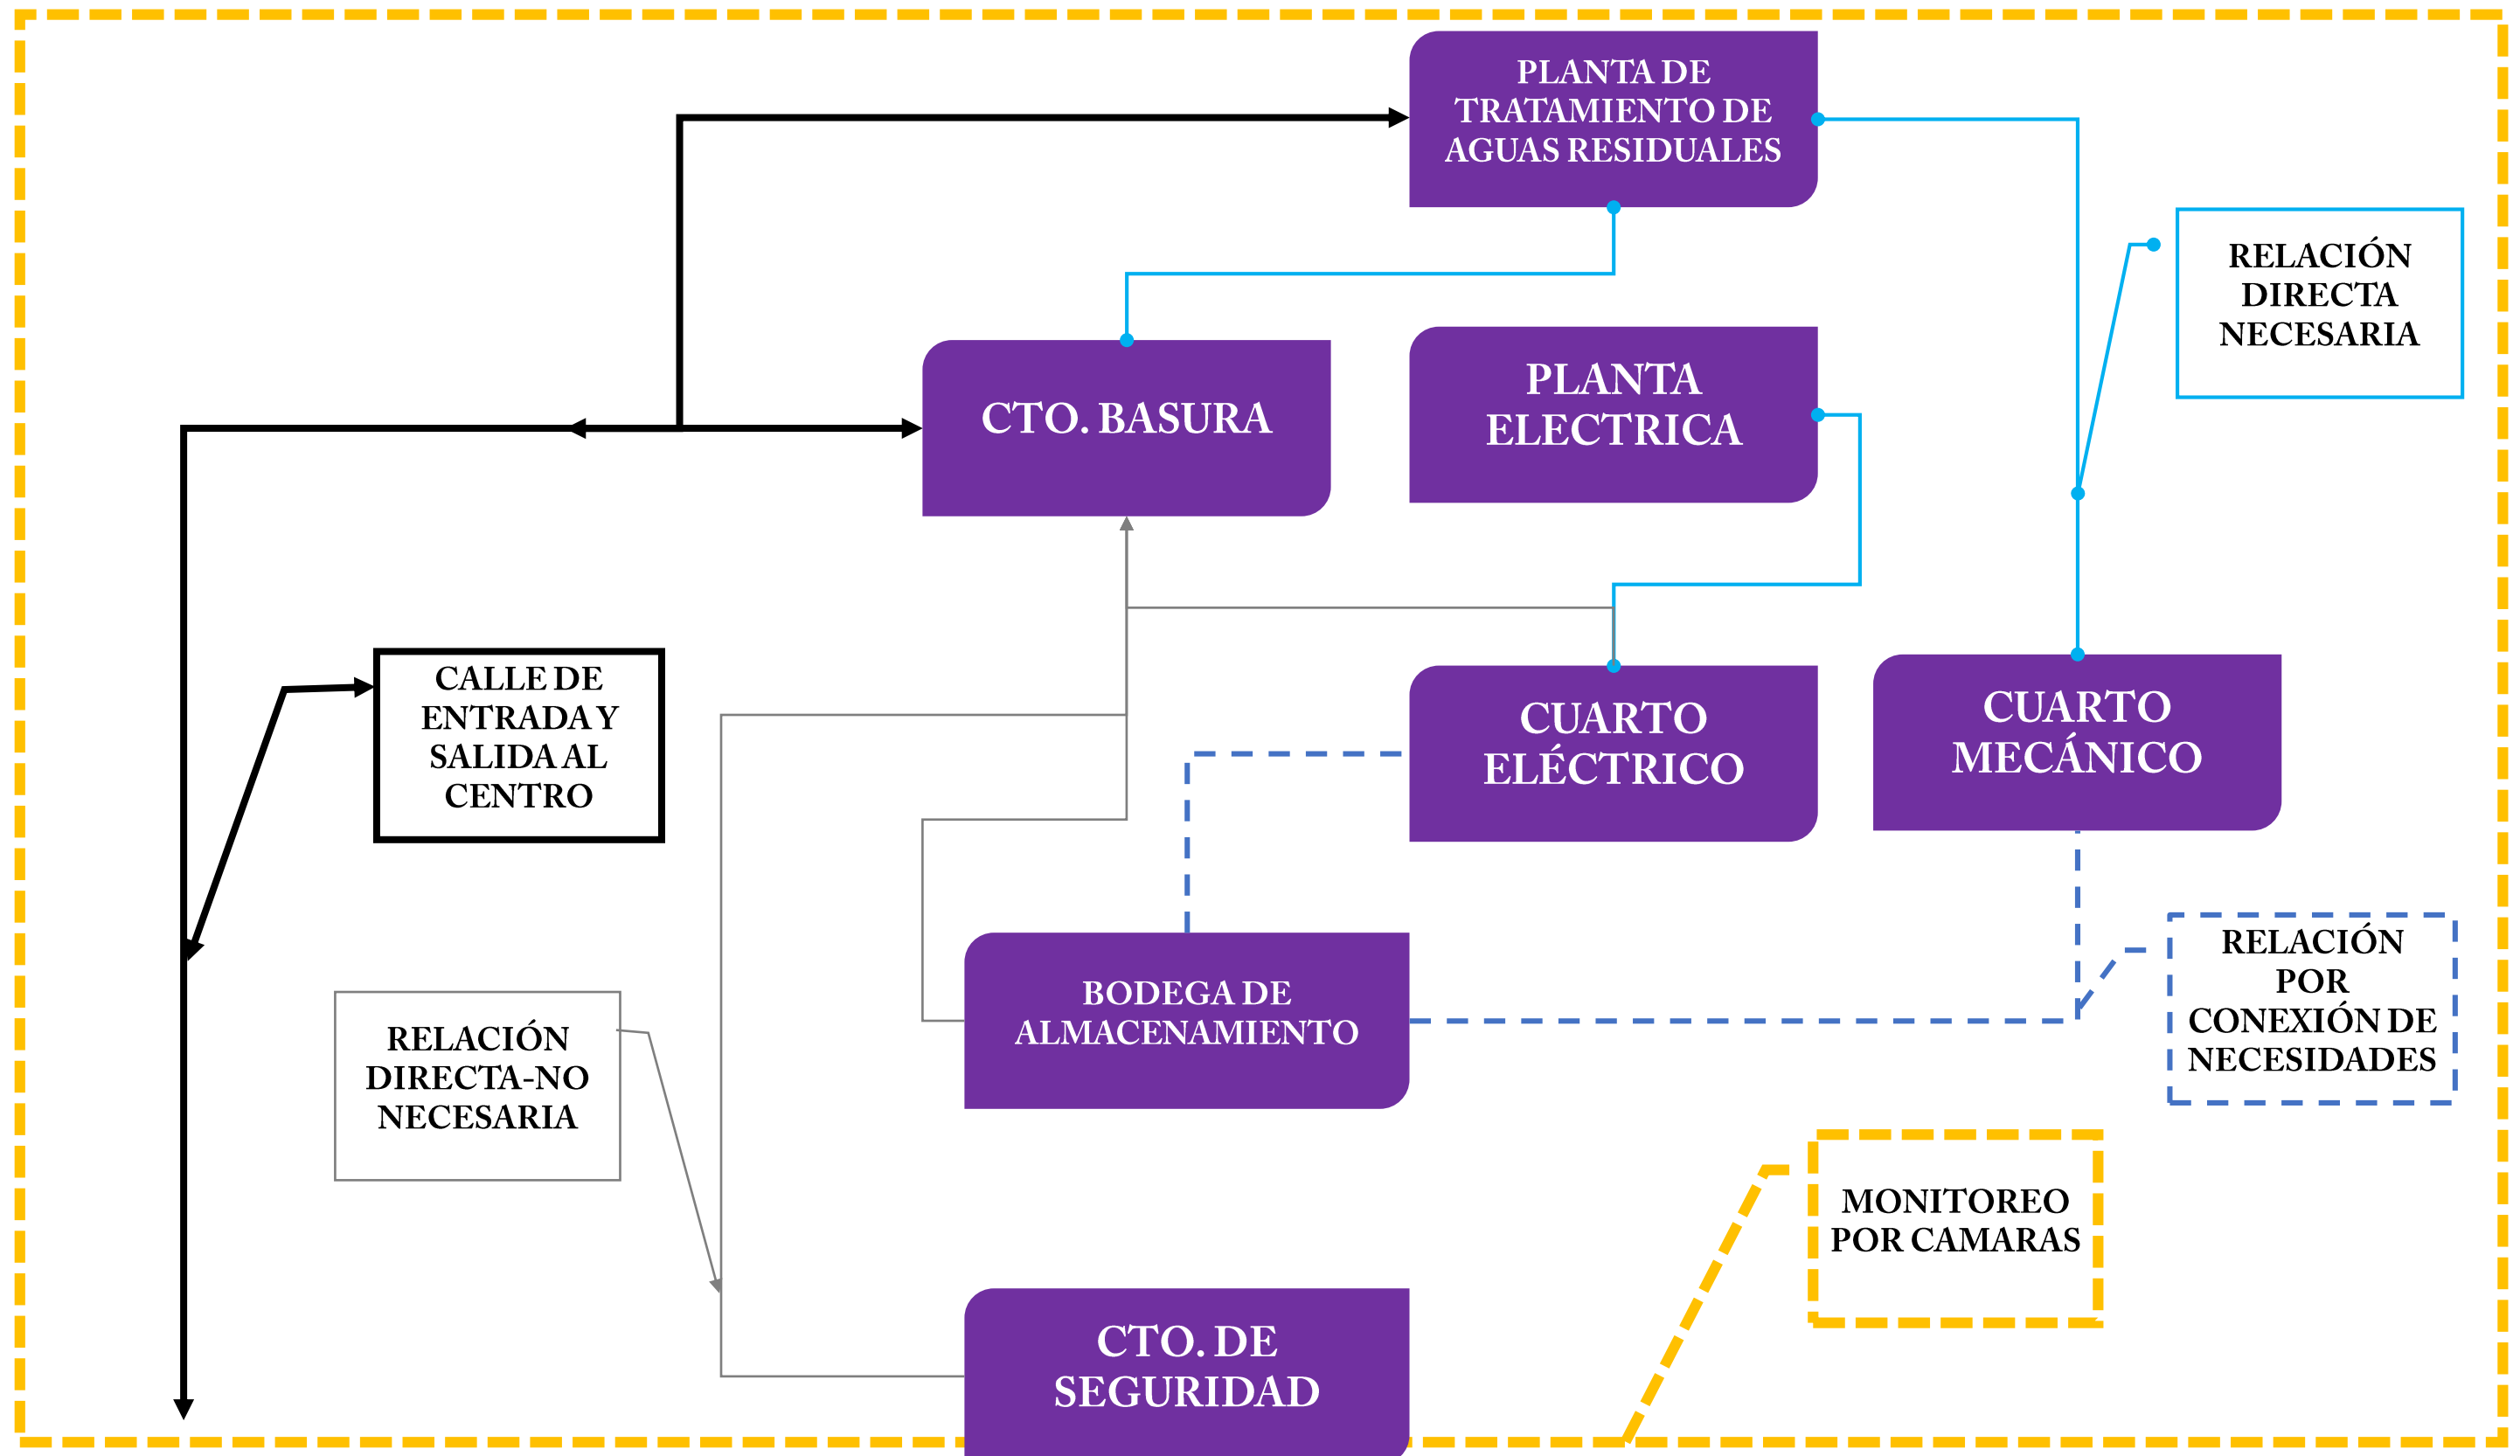 PLANTA DE
TRATAMIENTO DE
AGUAS RESIDUALES
RELACIÓN
DIRECTA
NECESARIA
CTO. BASURA
PLANTA
ELECTRICA
CALLE DE
ENTRADA Y
SALIDA AL
CENTRO
CUARTO
ELÉCTRICO
CUARTO
MECÁNICO
RELACIÓN
DIRECTA-NO
NECESARIA
BODEGA DE
ALMACENAMIENTO
RELACIÓN
POR
CONEXIÓN DE
NECESIDADES
MONITOREO
POR CAMARAS
CTO. DE
SEGURIDAD